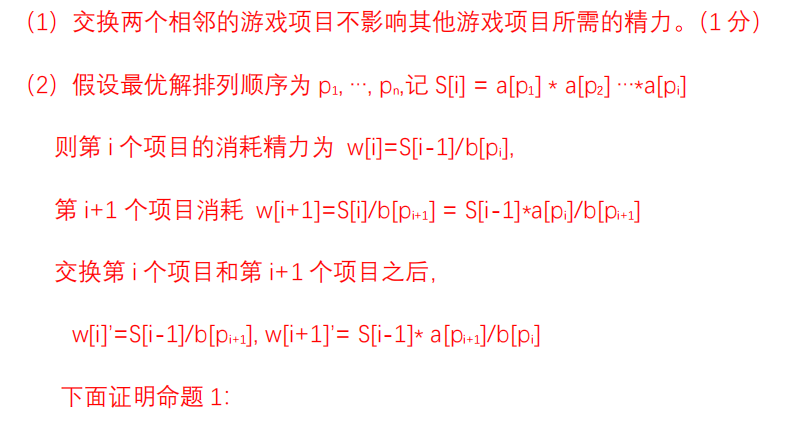 (1) 交换两个相邻的游戏项目不影响其他游戏项目所需的精力。(1 分)
(2) 假设最优解排列顺序为 p₁, ···, pₙ,记 S[i] = a[p₁] * a[p₂] ···*a[pᵢ]
则第 i 个项目的消耗精力为 w[i]=S[i-1]/b[pᵢ],
第 i+1 个项目消耗 w[i+1]=S[i]/b[pᵢ₊₁] = S[i-1]*a[pᵢ]/b[pᵢ₊₁]
交换第 i 个项目和第 i+1 个项目之后,
w[i]'=S[i-1]/b[pᵢ₊₁], w[i+1]'= S[i-1]* a[pᵢ₊₁]/b[pᵢ]
下面证明命题 1: